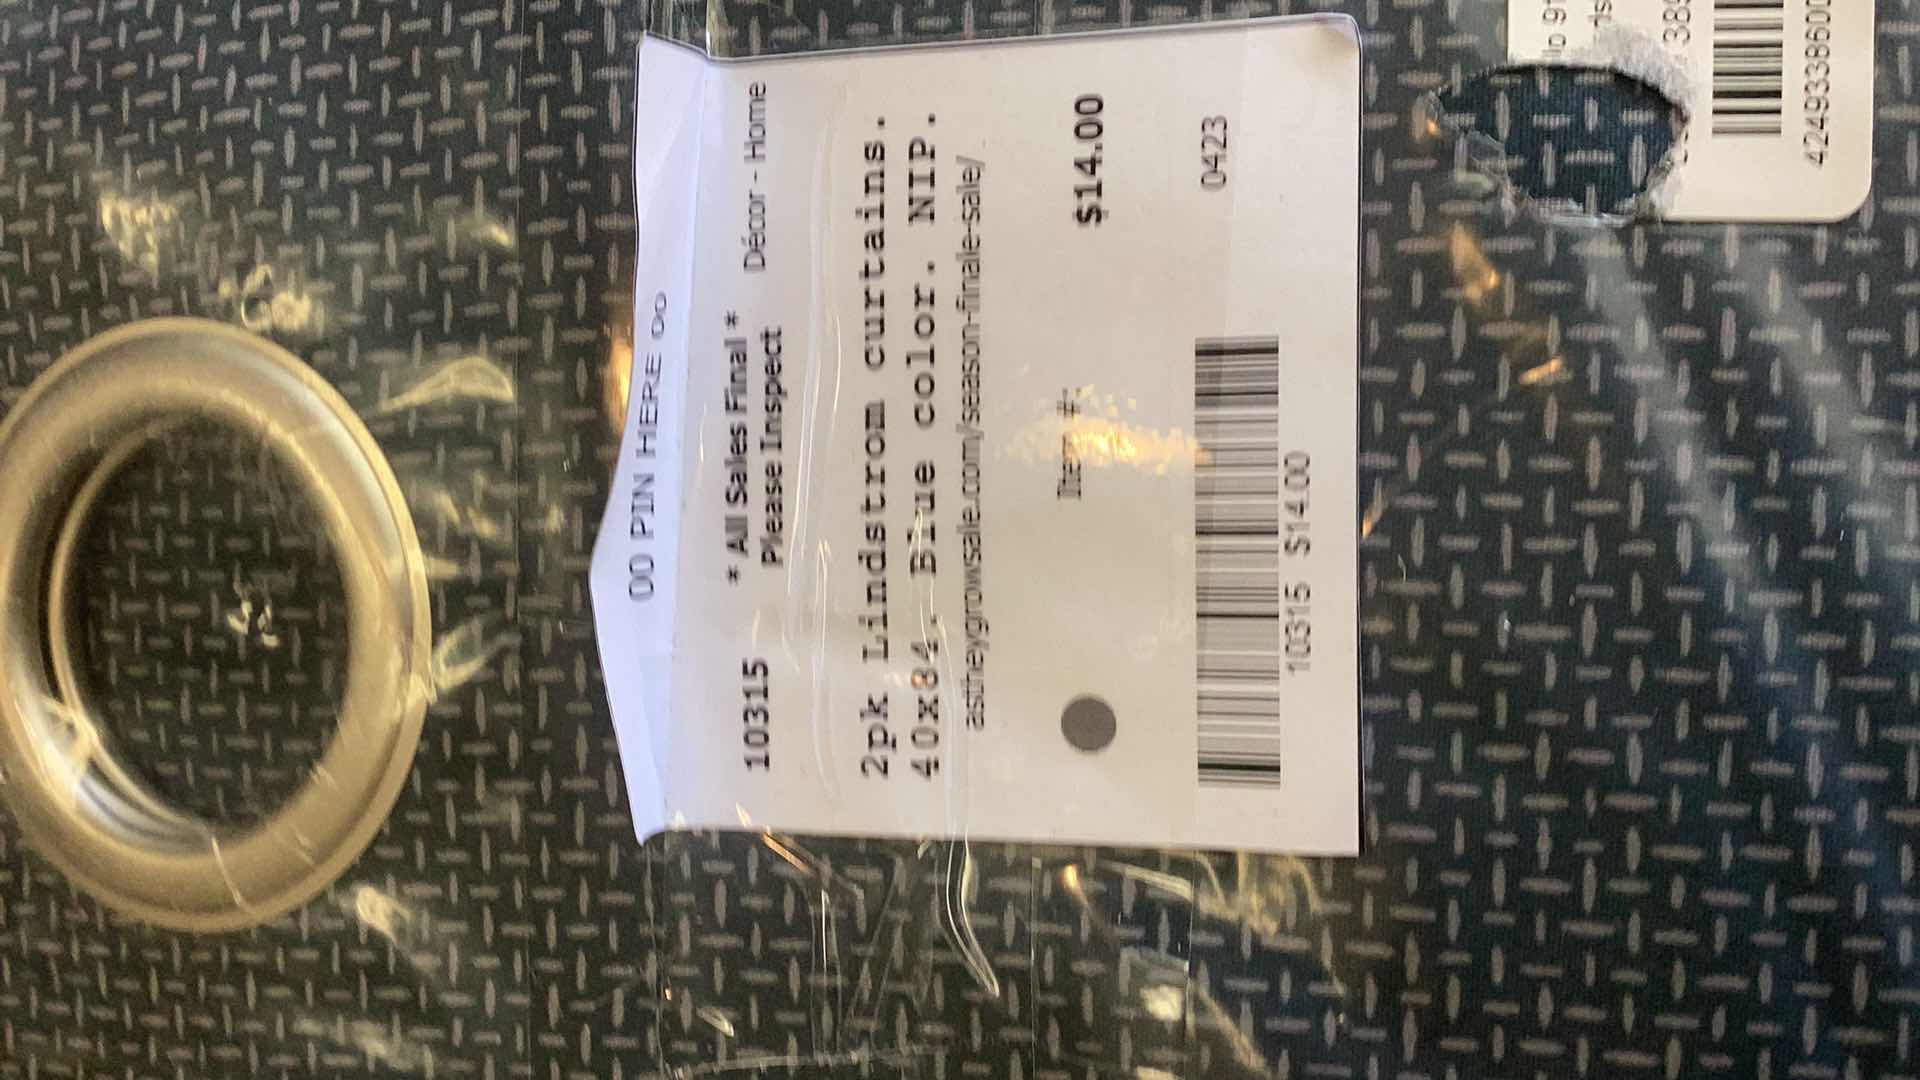 00 PIN HERE 00
10315 * All Sales Final * Décor - Home
Please Inspect
2pk Lindstrom curtains.
40x84. Blue color. NIP.
astheygrowsale.com/season-finale-sale/
Item #: $14.00
0423
10315 $14.00
4249338600